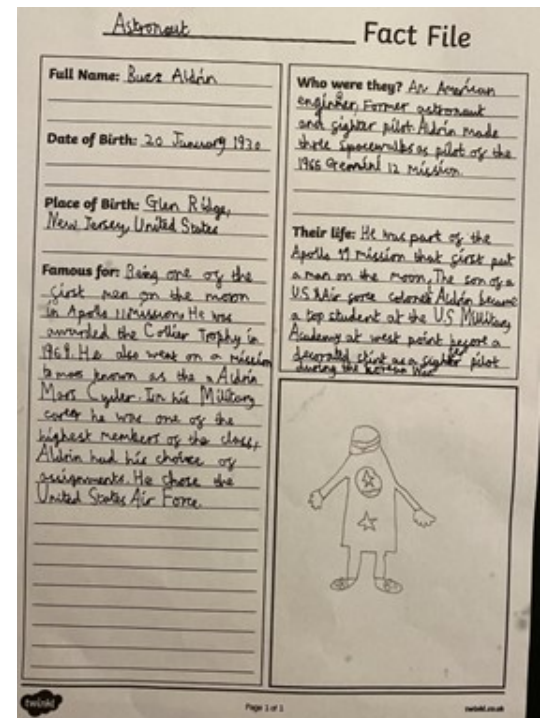 Astronaut Fact File
Full Name: Buzz Aldrin
Date of Birth: 20 January 1930
Place of Birth: Glen Ridge,
New Jersey, United States
Famous for: Being one of the
first men on the moon
in Apollo 11 mission. He was
awarded the Collier Trophy in
1969. He also went on a mission
to mars known as the Aldrin
Mars Cycler. In his Military
career he was one of the
highest members of the class,
Aldrin had his choice of
assignments. He chose the
United States Air Force.
Who were they? An American
enginner, Former astronaut
and fighter pilot. Aldrin made
three spacewalks as pilot of the
1966 Gemini 12 mission.
Their life: He was part of the
Apollo 11 mission that first put
a man on the moon, The son of a
U.S Air force colonel Aldrin became
a top student at the U.S Military
Academy at west point before a
decorated stint as a fighter pilot
during the Korean War
twinkl
Page 1 of 1
twinkl.co.uk